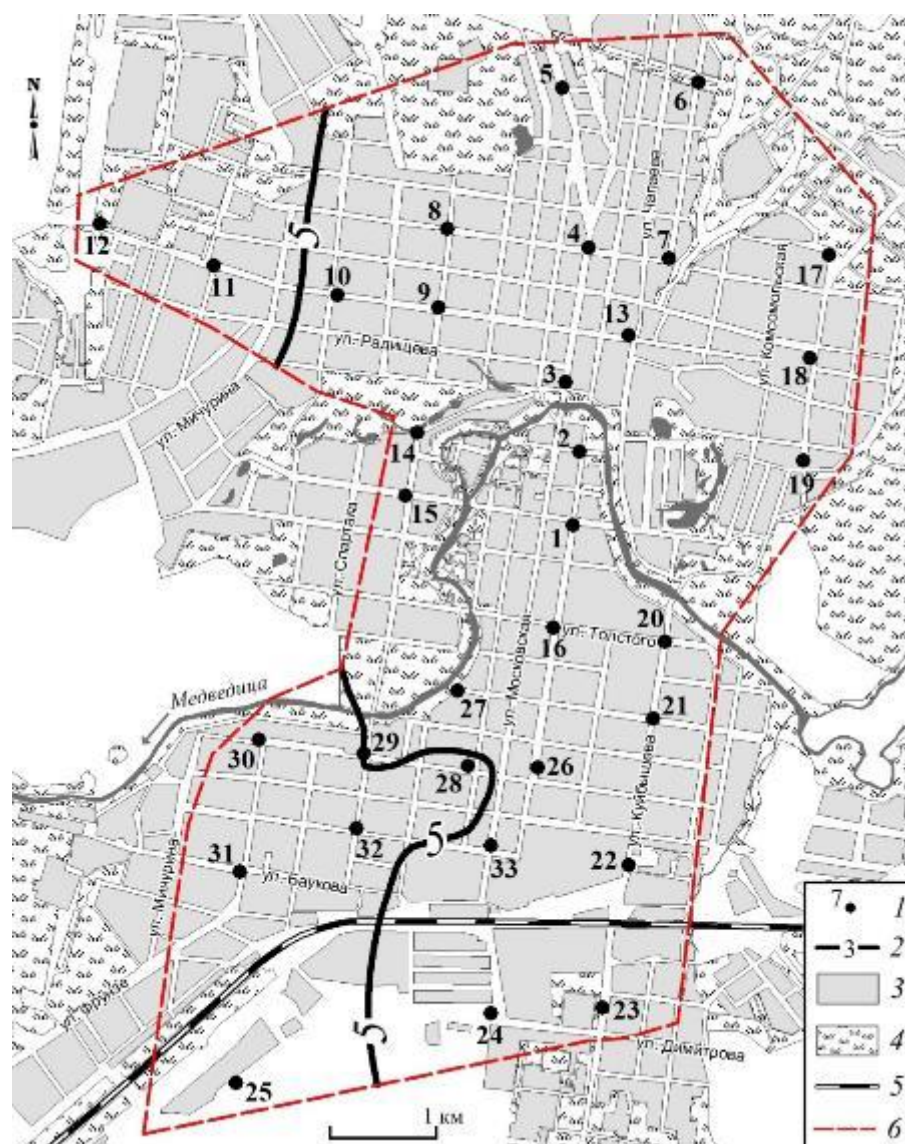 N
5
6
ул. Чапаева
12
8
4
7
5
11
10
9
17
13
ул. Комсомольская
ул. Радищева
18
3
ул. Мичурина
14
2
19
15
1
ул. Спартака
20
ул. Толстого
16
ул. Московская
Медведица
27
21
30
29
28
26
ул. Куйбышева
32
5
33
31
22
ул. Баукова
ул. Мичурина
7 1
3 2
3
ул. Фрунзе
23
4
5
24
ул. Димитрова
5
25
1 км
6